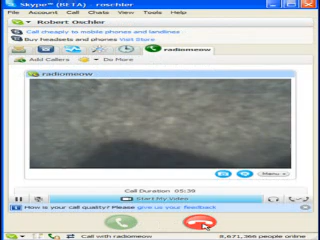 Skype™ (BETA) - roschler
File Account Call Chats View Tools Help
Robert Oschler
Call cheaply to mobile phones and landlines
Buy headsets and phones Visit Store
radiomeow
Add Callers Do More
radiomeow
Menu
Call Duration 05:39
Start My Video
How is your call quality? Please give us your feedback
Call with radiomeow 8,671,366 people online